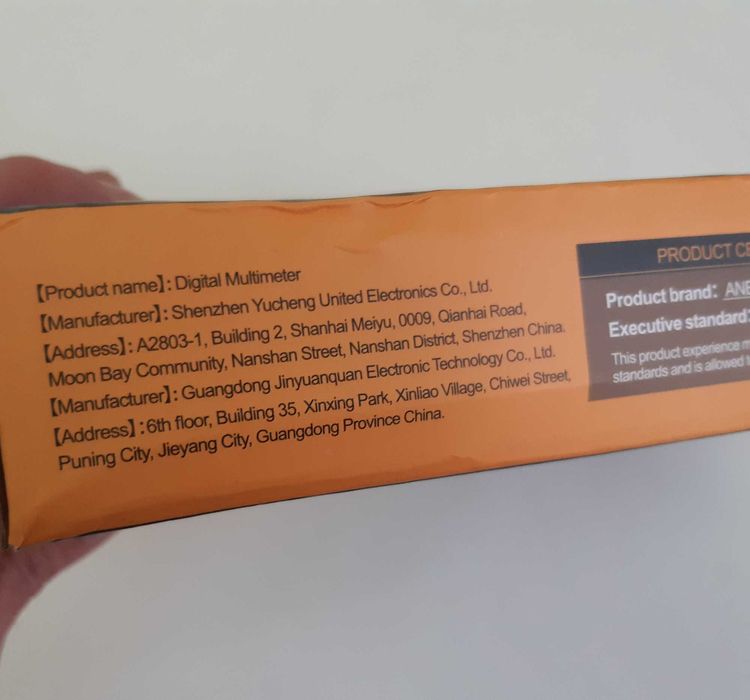 【Product name】: Digital Multimeter
【Manufacturer】: Shenzhen Yucheng United Electronics Co., Ltd.
【Address】: A2803-1, Building 2, Shanhai Meiyu, 0009, Qianhai Road,
Moon Bay Community, Nanshan Street, Nanshan District, Shenzhen China.
【Manufacturer】: Guangdong Jinyuanquan Electronic Technology Co., Ltd.
【Address】: 6th floor, Building 35, Xinxing Park, Xinliao Village, Chiwei Street,
Puning City, Jieyang City, Guangdong Province China.
PRODUCT
Product brand:
Executive standard:
This product experience
standards and is allowed